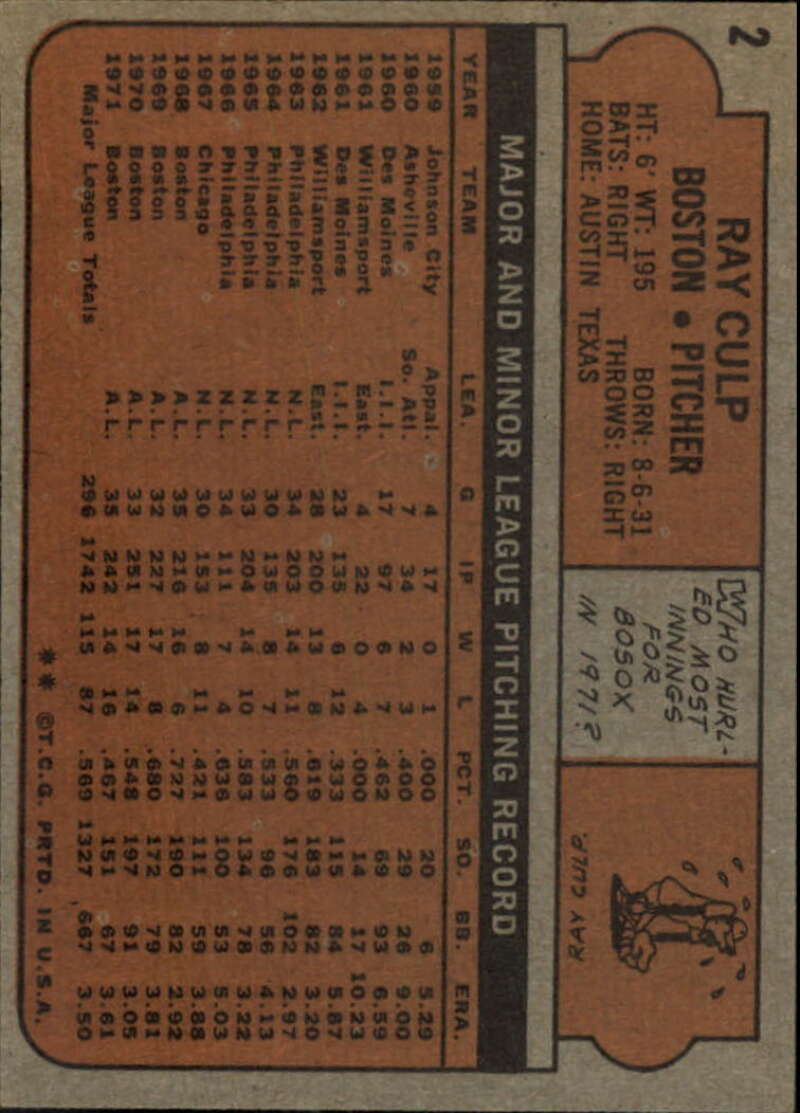 2
RAY CULP
BOSTON • PITCHER
HT: 6' WT: 195 BORN: 8-6-31
BATS: RIGHT THROWS: RIGHT
HOME: AUSTIN TEXAS
WHO HURL-
ED MOST
INNINGS
FOR
BOSOX
IN 1971?
RAY CULP.
MAJOR AND MINOR LEAGUE PITCHING RECORD
YEAR TEAM LEA. G IP W L PCT. SO. BB. ERA.
1959 Johnson City Appal. 4 17 0 1 .000 20 6 5.29
1960 Asheville So. Atl. 7 34 2 3 .400 29 26 9.00
1960 Des Moines I.I.I. 17 97 6 7 .462 69 93 6.59
1961 Williamsport East. 4 22 0 4 .000 14 17 10.23
1961 Des Moines I.I.I. 23 135 6 12 .333 115 84 5.87
1962 Williamsport East. 28 200 13 8 .619 183 82 3.20
1963 Philadelphia N.L. 34 203 14 11 .560 176 102 2.97
1964 Philadelphia N.L. 30 135 8 7 .533 96 56 4.13
1965 Philadelphia N.L. 33 204 14 10 .583 134 78 3.22
1966 Philadelphia N.L. 34 111 7 4 .636 100 53 5.03
1967 Chicago N.L. 30 153 8 11 .421 111 59 3.88
1968 Boston A.L. 35 216 16 6 .727 190 82 2.92
1969 Boston A.L. 32 227 17 8 .680 172 79 3.81
1970 Boston A.L. 33 251 17 14 .548 197 91 3.05
1971 Boston A.L. 35 242 14 16 .467 151 67 3.61
Major League Totals 296 1742 115 87 .569 1327 667 3.50
** ©T.C.G. PRTD. IN U.S.A.